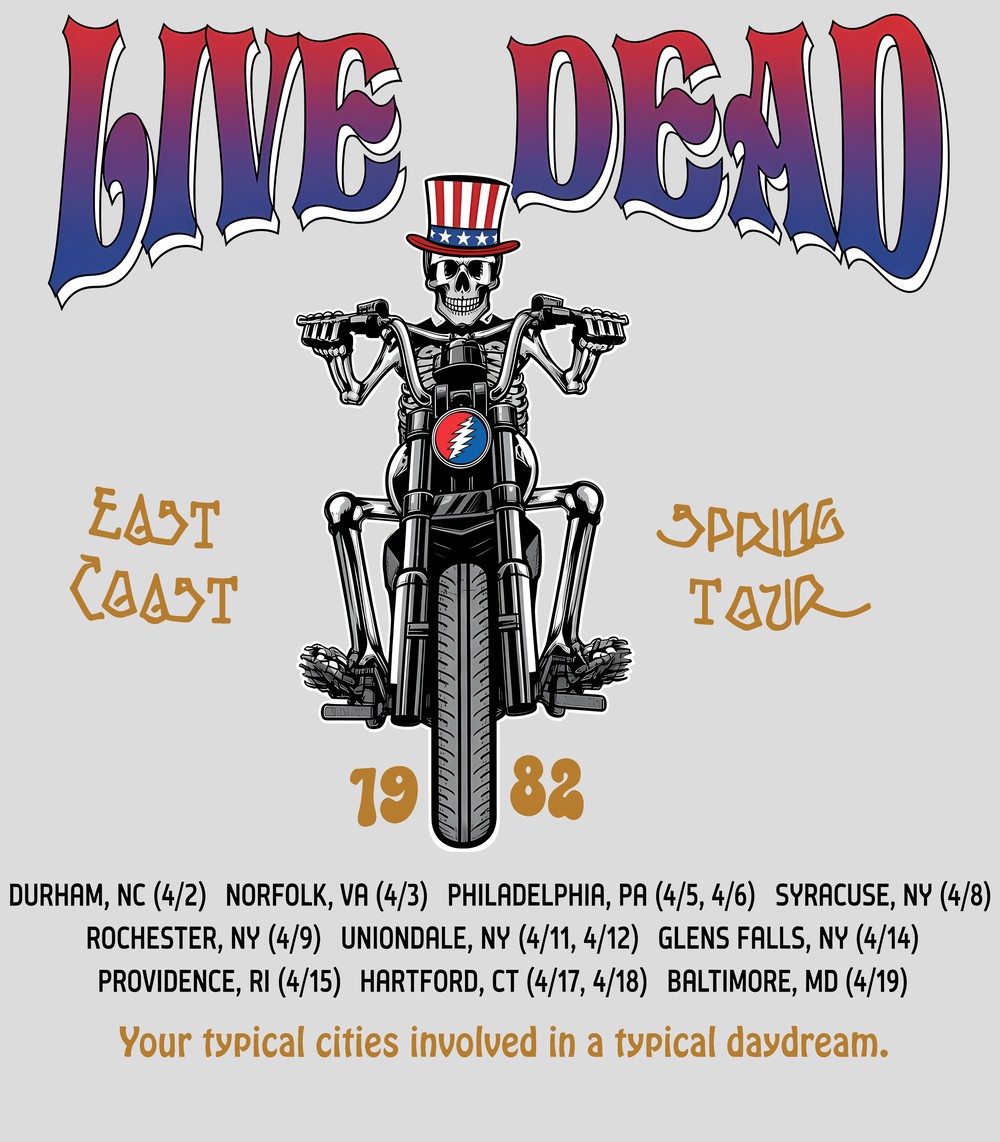 LIVE DEAD
EAST
COAST
SPRING
TOUR
1982
DURHAM, NC (4/2) NORFOLK, VA (4/3) PHILADELPHIA, PA (4/5, 4/6) SYRACUSE, NY (4/8)
ROCHESTER, NY (4/9) UNIONDALE, NY (4/11, 4/12) GLENS FALLS, NY (4/14)
PROVIDENCE, RI (4/15) HARTFORD, CT (4/17, 4/18) BALTIMORE, MD (4/19)
Your typical cities involved in a typical daydream.